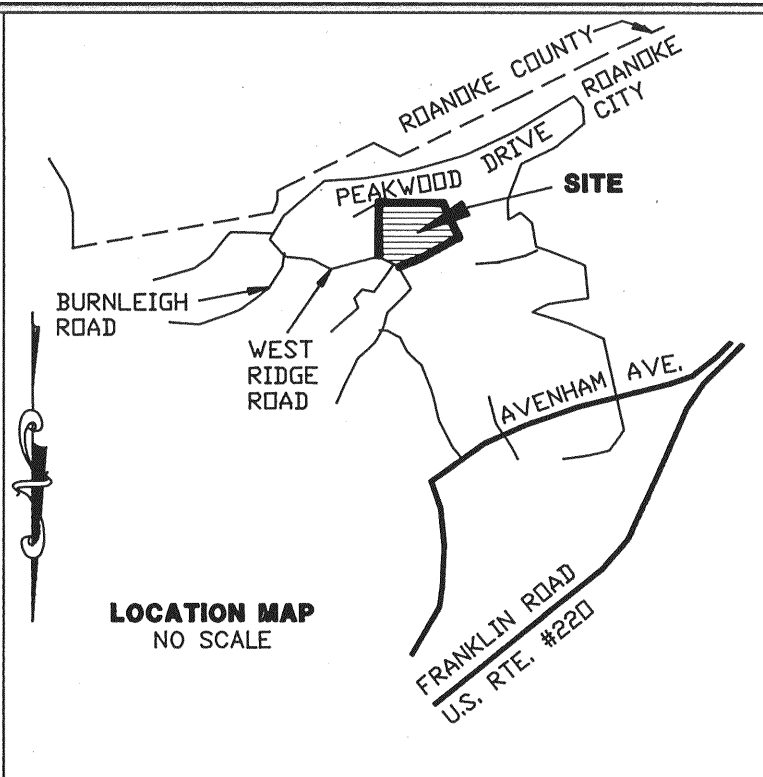 ROANOKE COUNTY
ROANOKE
CITY
PEAKWOOD DRIVE
SITE
BURNLEIGH
ROAD
WEST
RIDGE
ROAD
AVENHAM AVE.
LOCATION MAP
NO SCALE
FRANKLIN ROAD
U.S. RTE. #220